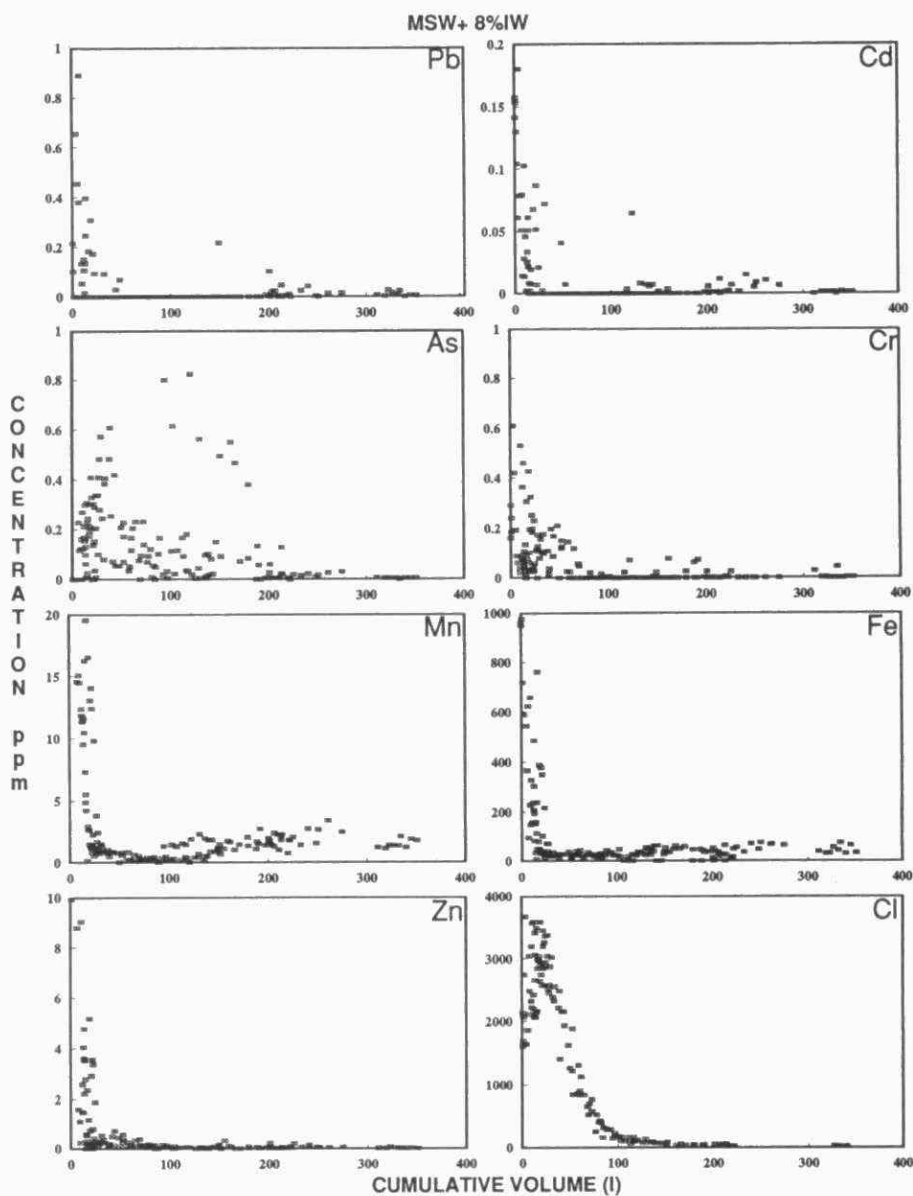 MSW+ 8%IW
Pb
1
0.8
0.6
0.4
0.2
0
0 100 200 300 400
Cd
0.2
0.15
0.1
0.05
0
0 100 200 300 400
As
1
0.8
0.6
0.4
0.2
0
0 100 200 300 400
Cr
1
0.8
0.6
0.4
0.2
0
0 100 200 300 400
CONCENTRATION ppm
Mn
20
15
10
5
0
0 100 200 300 400
Fe
1000
800
600
400
200
0
0 100 200 300 400
Zn
10
8
6
4
2
0
0 100 200 300 400
Cl
4000
3000
2000
1000
0
0 100 200 300 400
CUMULATIVE VOLUME (l)